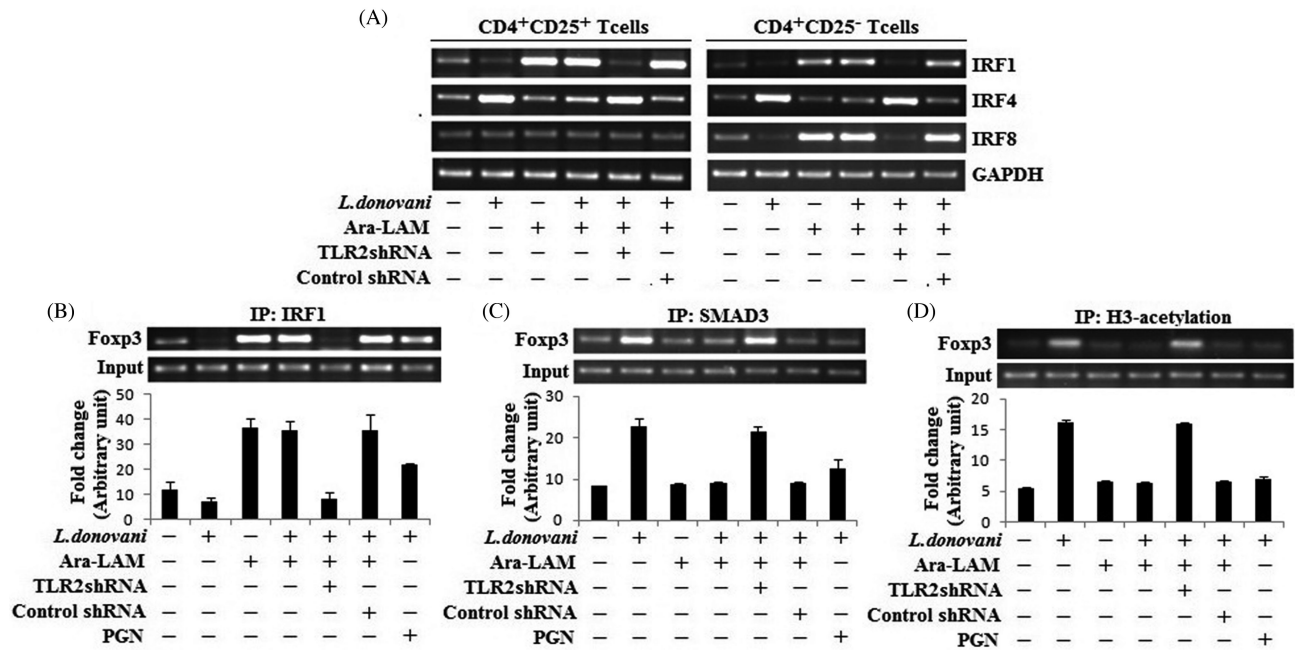 (A)
CD4+CD25+ Tcells CD4+CD25- Tcells
IRF1
IRF4
IRF8
GAPDH
L.donovani − + − + + + − + − + + +
Ara-LAM − − + + + + − − + + + +
TLR2shRNA − − − − + − − − − − + −
Control shRNA − − − − − + − − − − − +
(B) IP: IRF1
Foxp3
Input
Fold change
(Arbitrary unit)
50
40
30
20
10
0
L.donovani − + − + + + +
Ara-LAM − − + + + + −
TLR2shRNA − − − − + − −
Control shRNA − − − − − + −
PGN − − − − − − +
(C) IP: SMAD3
Foxp3
Input
Fold change
(Arbitrary unit)
30
20
10
0
L.donovani − + − + + + +
Ara-LAM − − + + + + −
TLR2shRNA − − − − + − −
Control shRNA − − − − − + −
PGN − − − − − − +
(D) IP: H3-acetylation
Foxp3
Input
Fold change
(Arbitrary unit)
20
15
10
5
0
L.donovani − + − + + + +
Ara-LAM − − + + + + −
TLR2shRNA − − − − + − −
Control shRNA − − − − − + −
PGN − − − − − − +